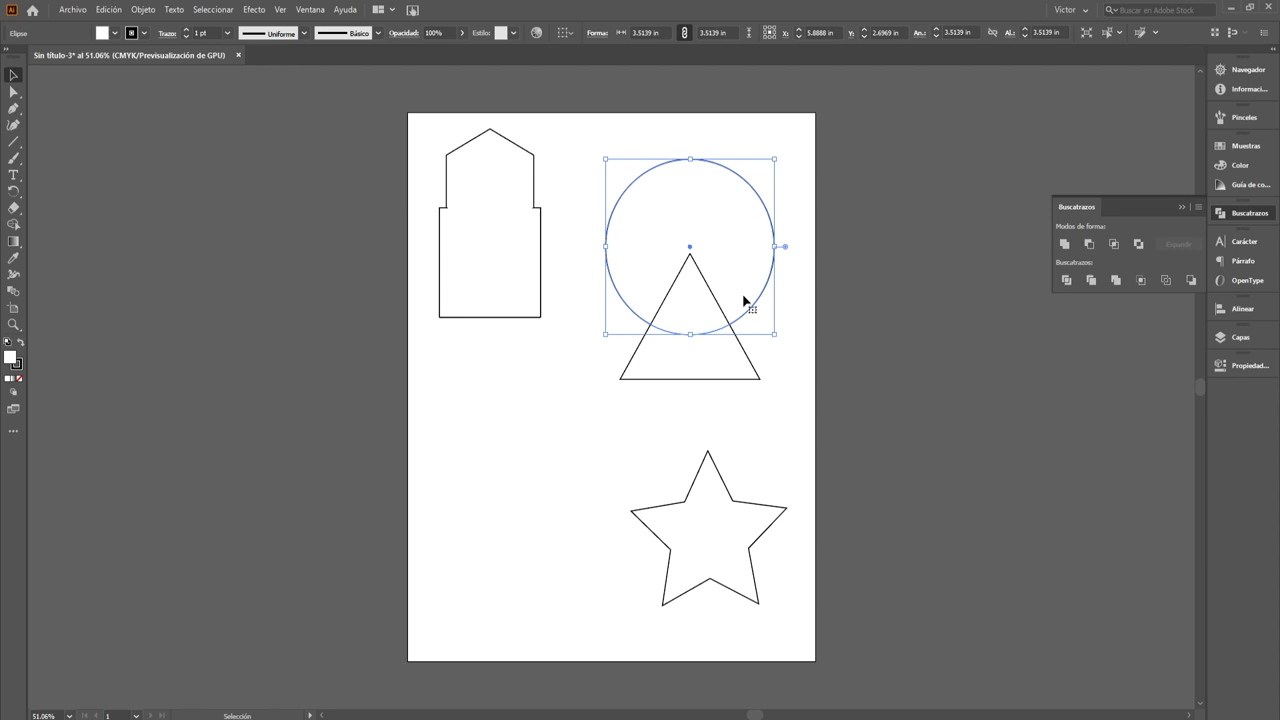 Ai Archivo Edición Objeto Texto Seleccionar Efecto Ver Ventana Ayuda Victor Buscar en Adobe Stock
Elipse Trazo: 1 pt Uniforme Básico Opacidad: 100% Estilo: Forma: 3.5139 in 3.5139 in X: 5.8888 in Y: 2.6969 in An.: 3.5139 in Al.: 3.5139 in
Sin título-3* al 51.06% (CMYK/Previsualización de GPU) ×
Navegador
Informaci...
Pinceles
Muestras
Color
Guía de co...
Buscatrazos
Carácter
Párrafo
OpenType
Alinear
Capas
Propiedad...
Buscatrazos
Modos de forma:
Expandir
Buscatrazos:
51.06% 1 Selección